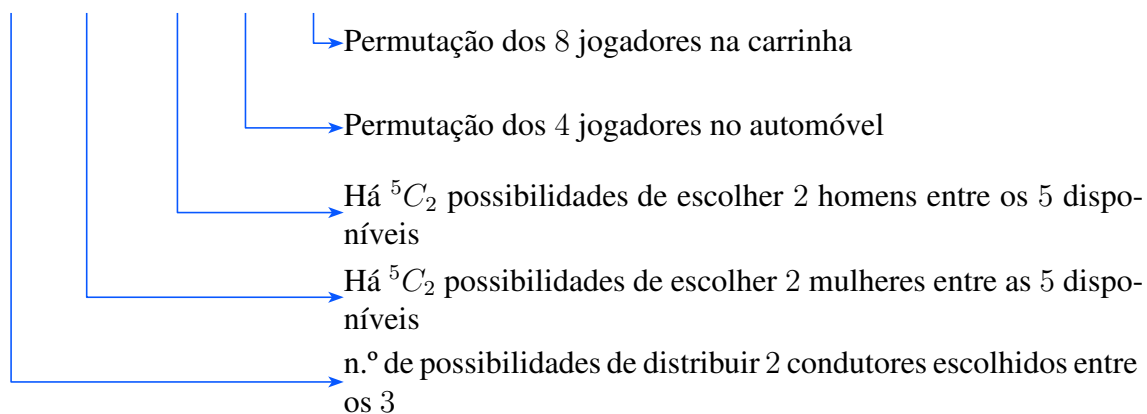 Permutação dos 8 jogadores na carrinha
Permutação dos 4 jogadores no automóvel
Há ⁵C₂ possibilidades de escolher 2 homens entre os 5 dispo-
níveis
Há ⁵C₂ possibilidades de escolher 2 mulheres entre as 5 dispo-
níveis
n.º de possibilidades de distribuir 2 condutores escolhidos entre
os 3